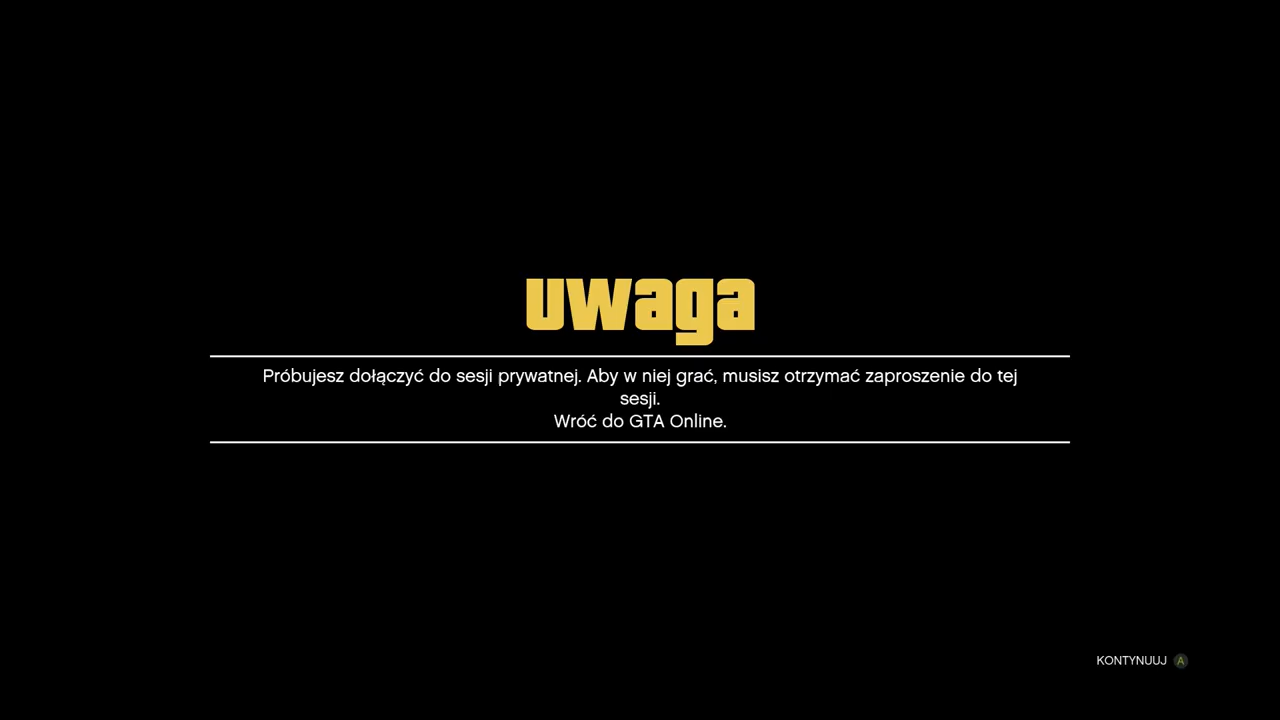 uwaga
Próbujesz dołączyć do sesji prywatnej. Aby w niej grać, musisz otrzymać zaproszenie do tej
sesji.
Wróć do GTA Online.
KONTYNUUJ A